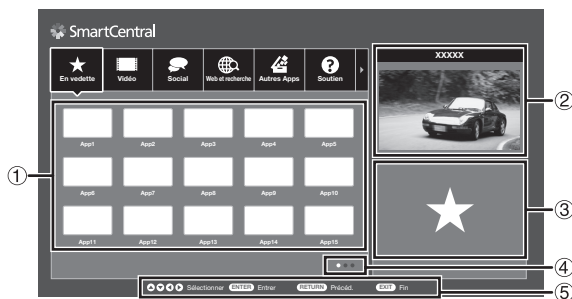 SmartCentral
En vedette Vidéo Social Web et recherche Autres Apps Soutien
XXXXX
②
App1 App2 App3 App4 App5
①
App6 App7 App8 App9 App10
③
App11 App12 App13 App14 App15
④
Sélectionner ENTER Entrer RETURN Précéd. EXIT Fin
⑤